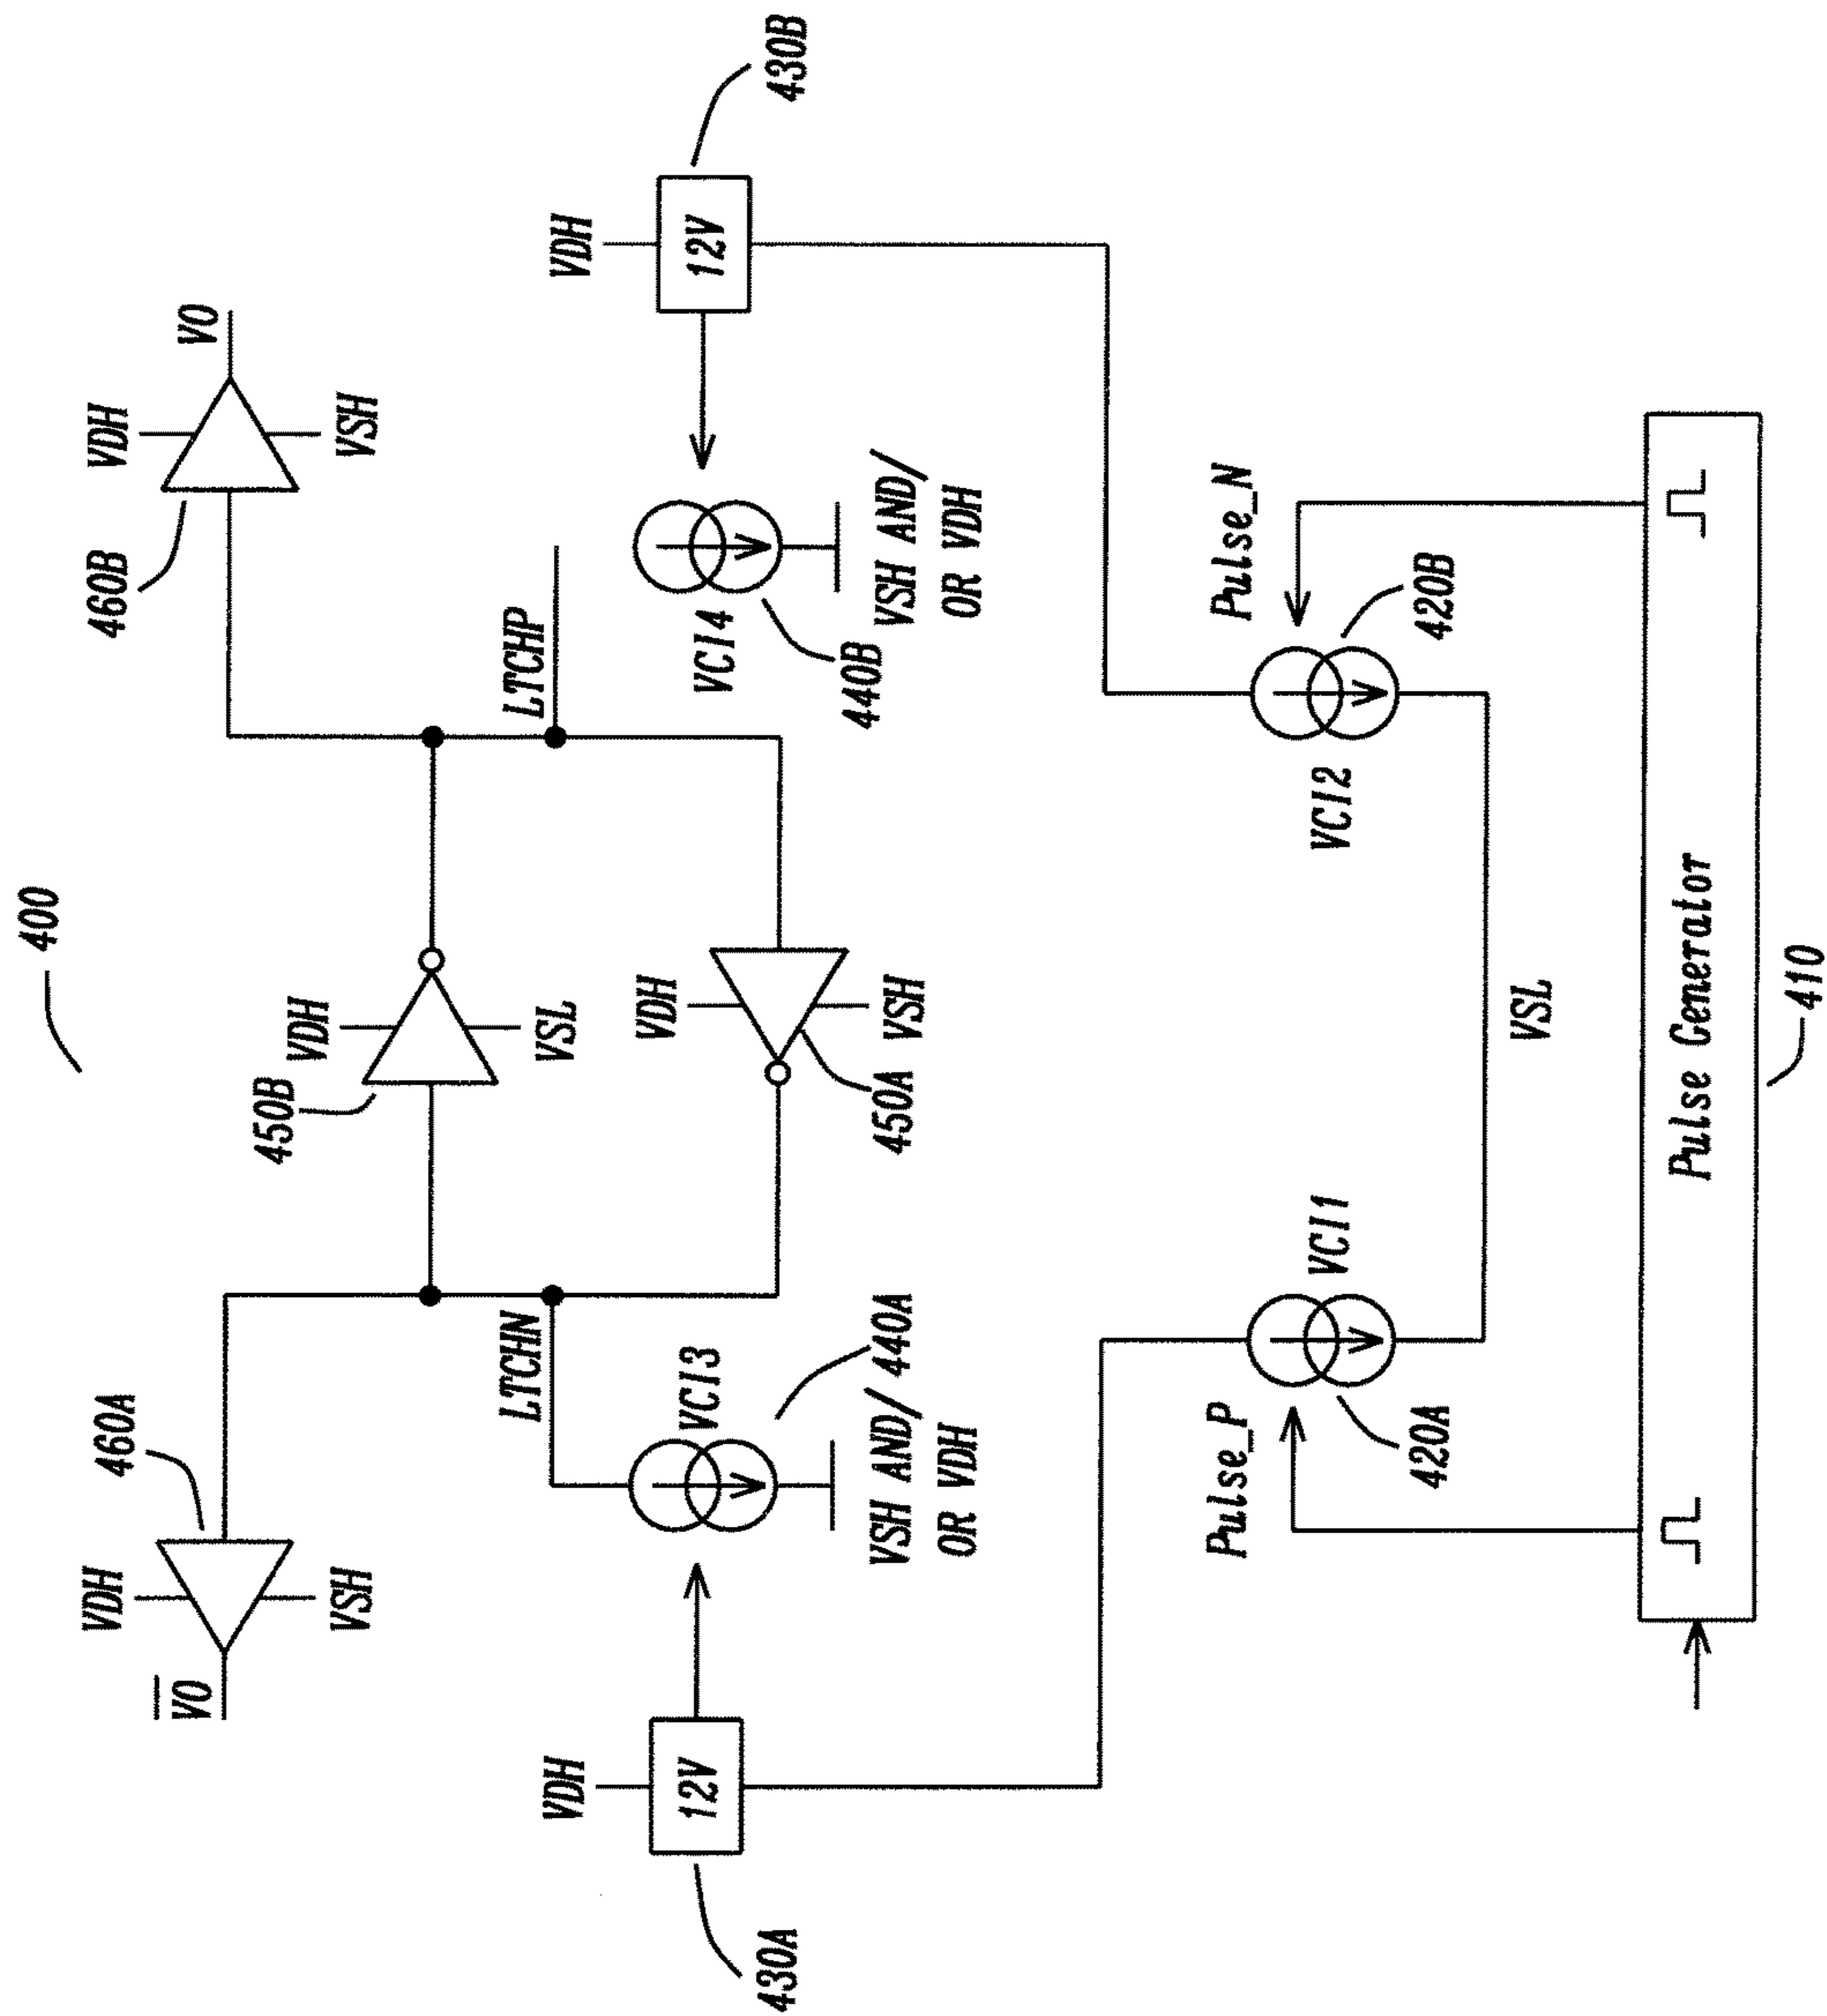 400
460A
VDH
VSH
VO
460B
VDH
VSH
VO
450B
VDH
VSL
LTCHN
LTCHP
VDH
VSH
450A
430A
VDH
12V
VCI3
440A
VSH AND/
OR VDH
VDH
12V
430B
VCI4
440B
VSH AND/
OR VDH
Pulse_P
VCI1
420A
Pulse_N
VCI2
420B
VSL
Pulse Generator
410